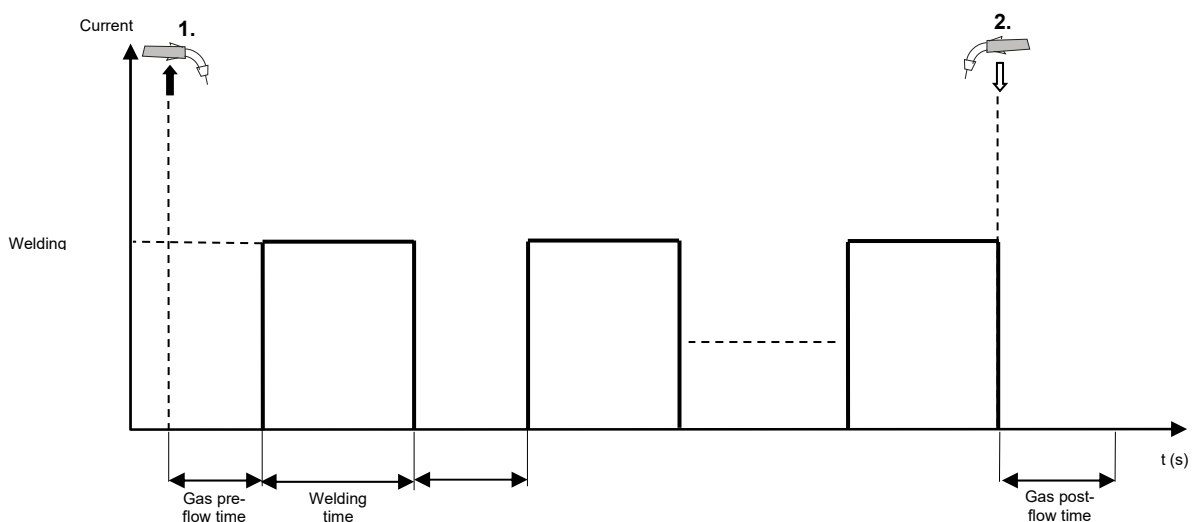 Current
1.
2.
Welding
t (s)
Gas pre-
flow time
Welding
time
Gas post-
flow time